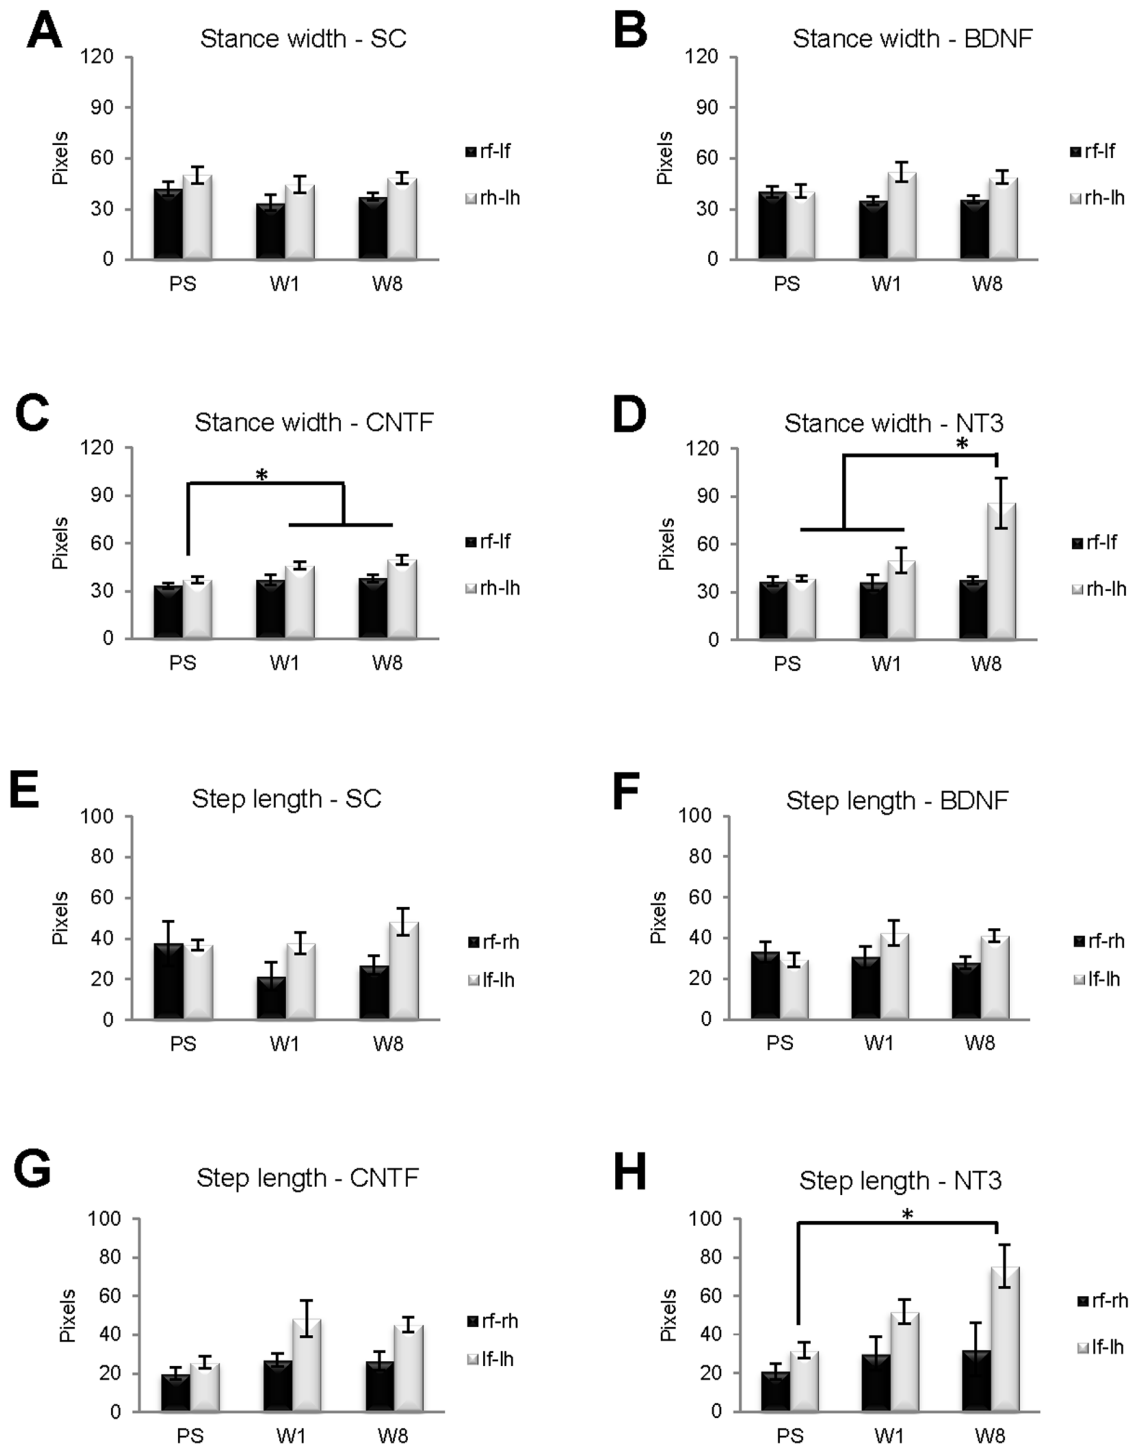 A
Stance width - SC
120
90
60
30
0
Pixels
PS W1 W8
rf-lf
rh-lh
B
Stance width - BDNF
120
90
60
30
0
Pixels
PS W1 W8
rf-lf
rh-lh
C
Stance width - CNTF
120
90
60
30
0
Pixels
*
PS W1 W8
rf-lf
rh-lh
D
Stance width - NT3
120
90
60
30
0
Pixels
*
PS W1 W8
rf-lf
rh-lh
E
Step length - SC
100
80
60
40
20
0
Pixels
PS W1 W8
rf-rh
lf-lh
F
Step length - BDNF
100
80
60
40
20
0
Pixels
PS W1 W8
rf-rh
lf-lh
G
Step length - CNTF
100
80
60
40
20
0
Pixels
PS W1 W8
rf-rh
lf-lh
H
Step length - NT3
100
80
60
40
20
0
Pixels
*
PS W1 W8
rf-rh
lf-lh